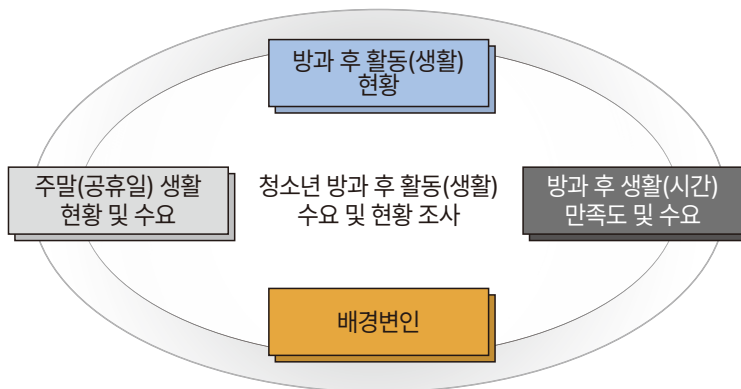 방과 후 활동(생활)
현황
주말(공휴일) 생활
현황 및 수요
청소년 방과 후 활동(생활)
수요 및 현황 조사
방과 후 생활(시간)
만족도 및 수요
배경변인